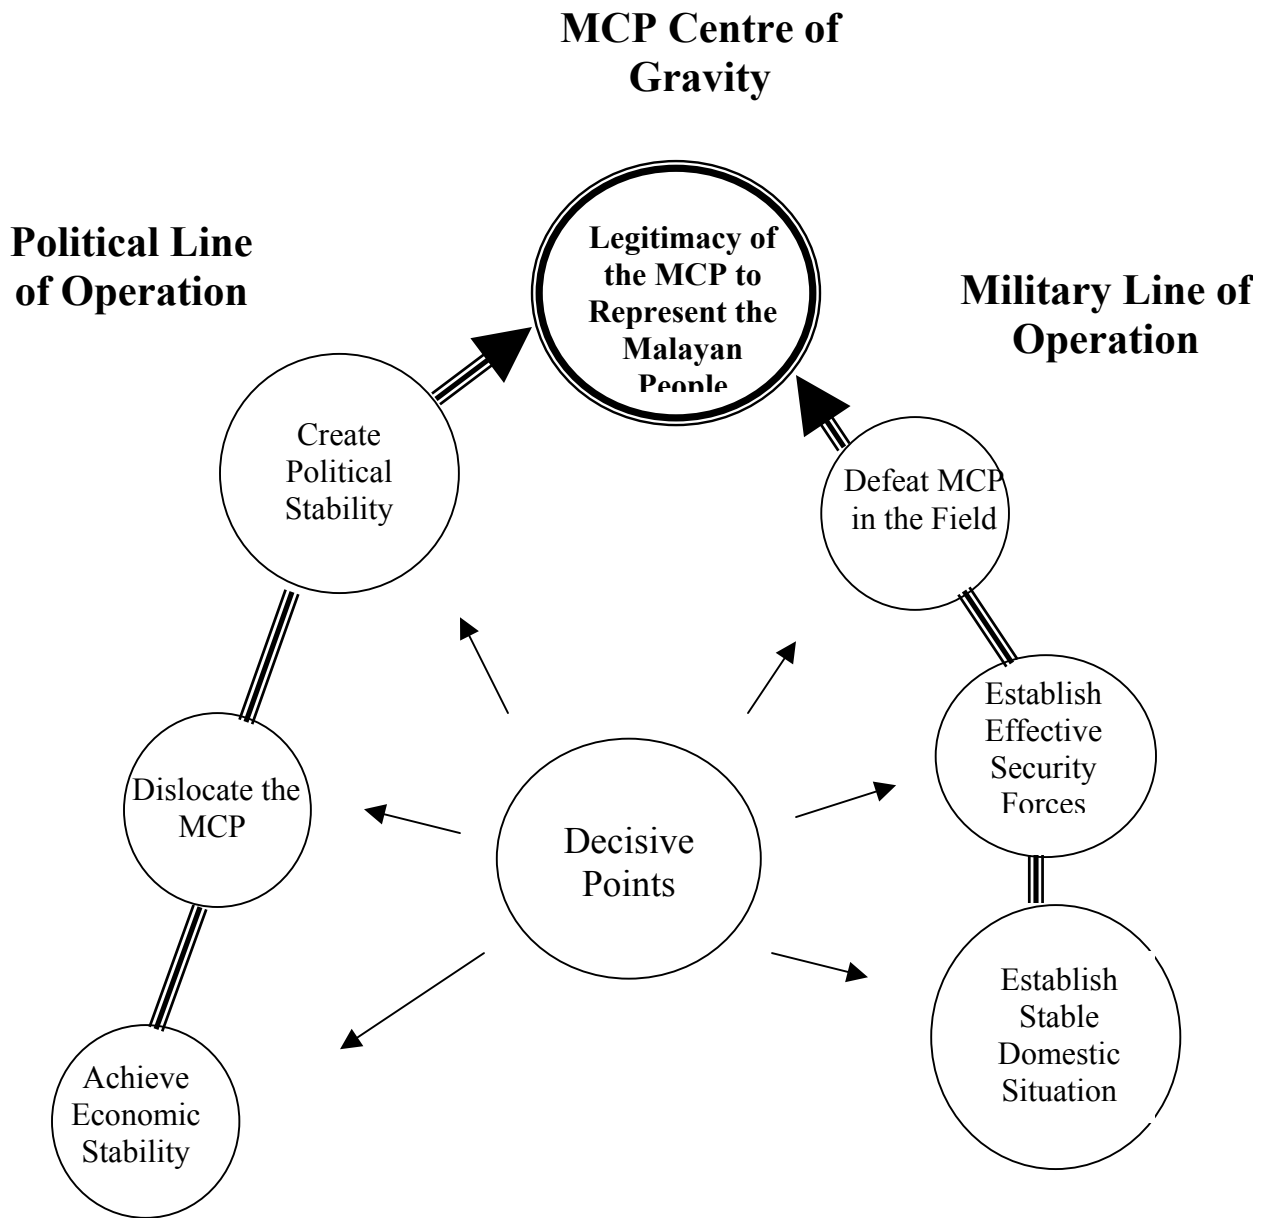 MCP Centre of
Gravity
Political Line
of Operation
Legitimacy of
the MCP to
Represent the
Malayan
People
Military Line of
Operation
Create
Political
Stability
Defeat MCP
in the Field
Establish
Effective
Security
Forces
Dislocate the
MCP
Decisive
Points
Establish
Stable
Domestic
Situation
Achieve
Economic
Stability